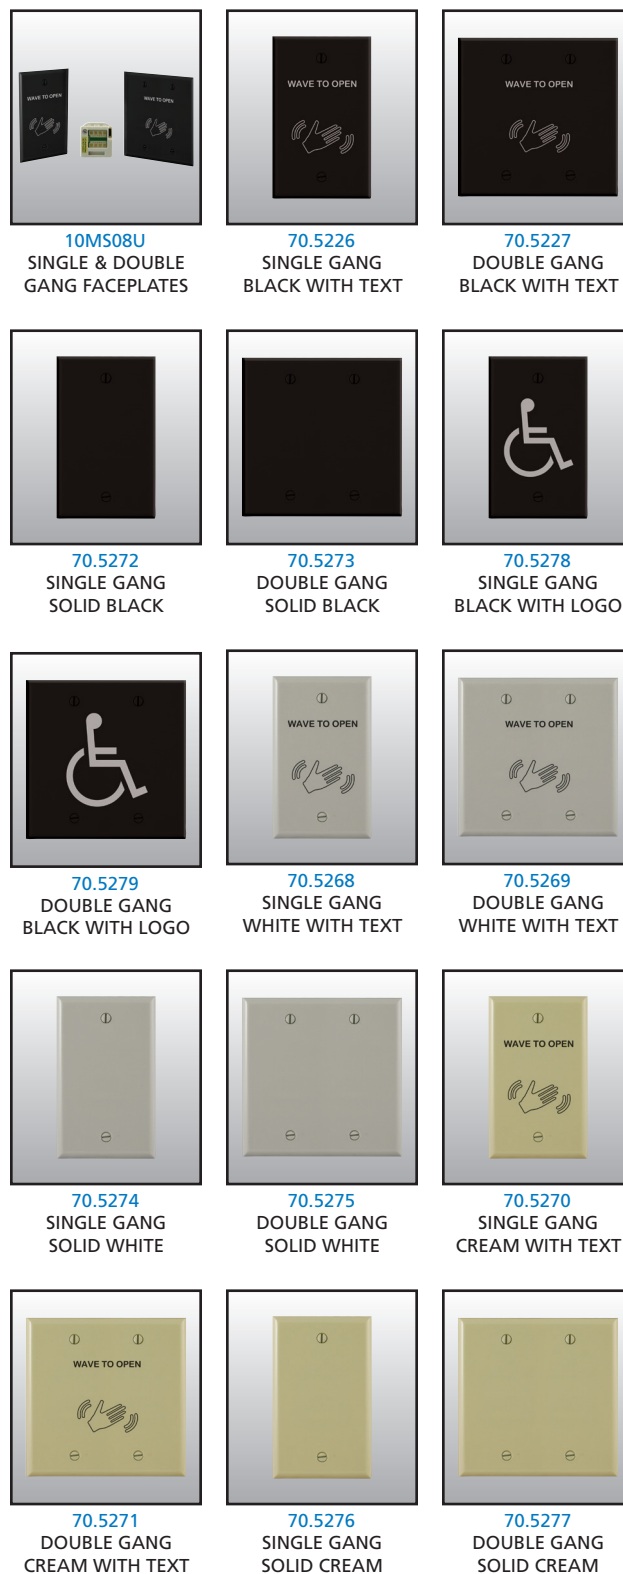 WAVE TO OPEN
WAVE TO OPEN
10MS08U
SINGLE & DOUBLE
GANG FACEPLATES
WAVE TO OPEN
70.5226
SINGLE GANG
BLACK WITH TEXT
WAVE TO OPEN
70.5227
DOUBLE GANG
BLACK WITH TEXT
70.5272
SINGLE GANG
SOLID BLACK
70.5273
DOUBLE GANG
SOLID BLACK
70.5278
SINGLE GANG
BLACK WITH LOGO
70.5279
DOUBLE GANG
BLACK WITH LOGO
WAVE TO OPEN
70.5268
SINGLE GANG
WHITE WITH TEXT
WAVE TO OPEN
70.5269
DOUBLE GANG
WHITE WITH TEXT
70.5274
SINGLE GANG
SOLID WHITE
70.5275
DOUBLE GANG
SOLID WHITE
WAVE TO OPEN
70.5270
SINGLE GANG
CREAM WITH TEXT
WAVE TO OPEN
70.5271
DOUBLE GANG
CREAM WITH TEXT
70.5276
SINGLE GANG
SOLID CREAM
70.5277
DOUBLE GANG
SOLID CREAM